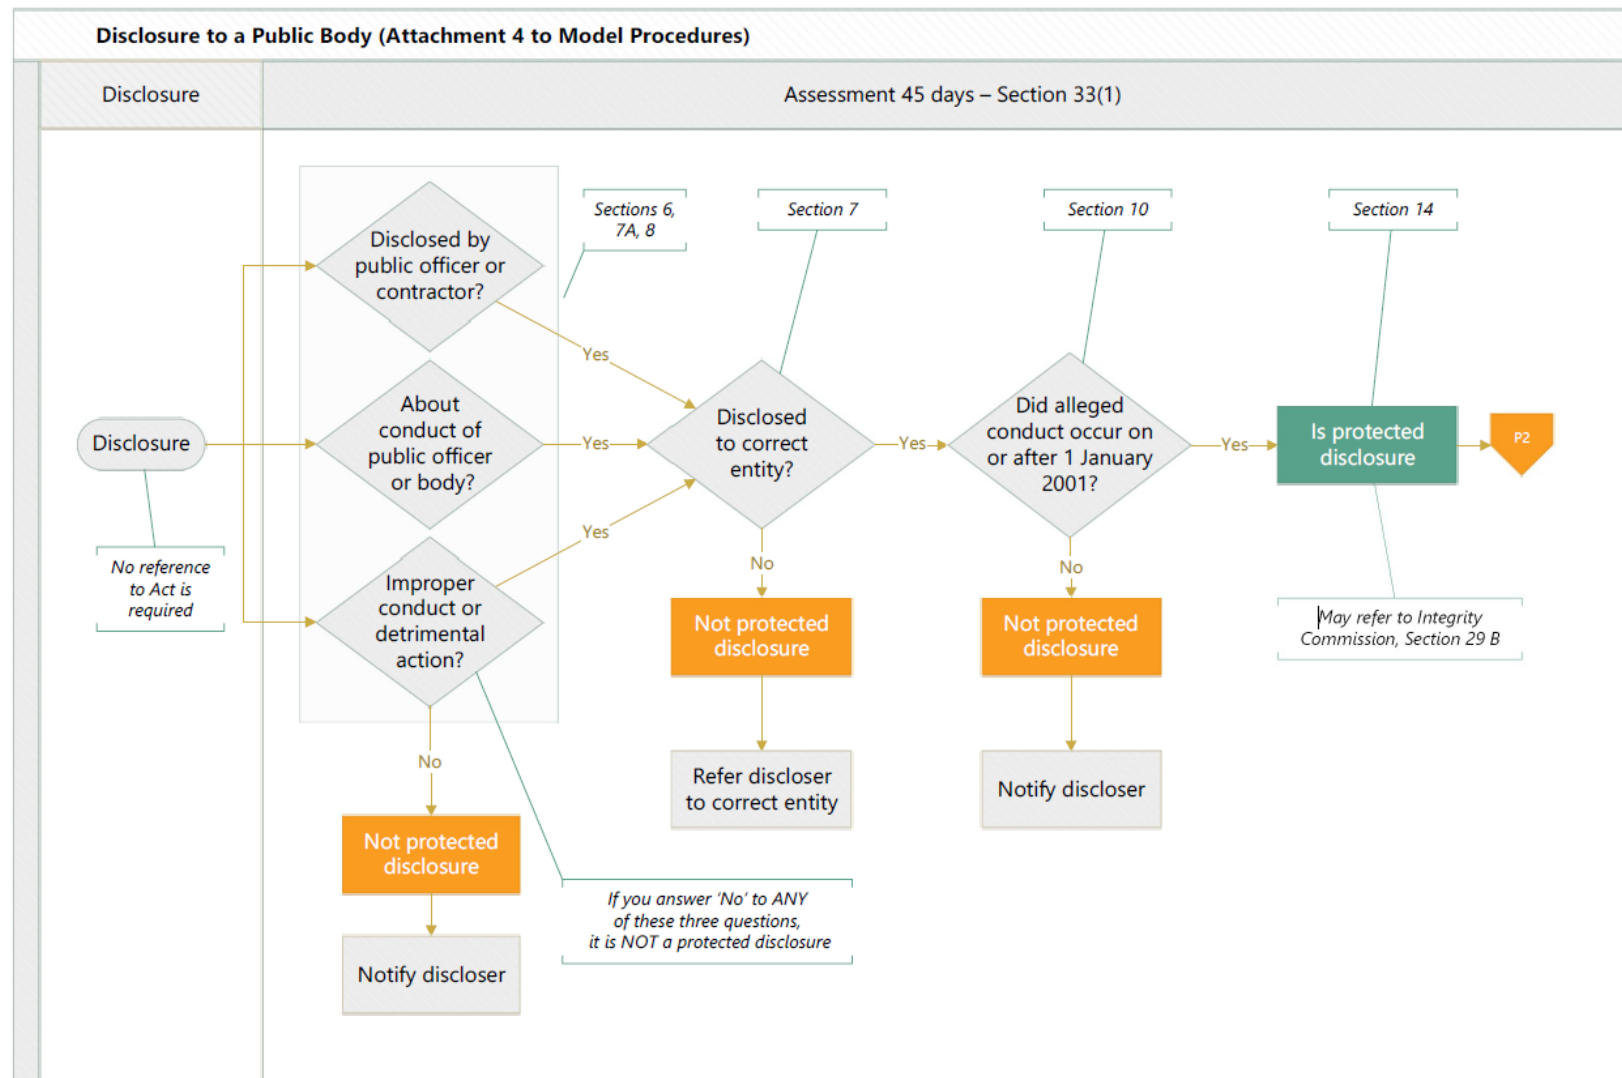 Disclosure to a Public Body (Attachment 4 to Model Procedures)
Disclosure
Assessment 45 days – Section 33(1)
Disclosure
No reference
to Act is
required
Disclosed by
public officer or
contractor?
Sections 6,
7A, 8
Yes
About
conduct of
public officer
or body?
Yes
Improper
conduct or
detrimental
action?
Yes
No
Not protected
disclosure
Notify discloser
If you answer ‘No’ to ANY
of these three questions,
it is NOT a protected disclosure
Section 7
Disclosed
to correct
entity?
Yes
No
Not protected
disclosure
Refer discloser
to correct entity
Section 10
Did alleged
conduct occur on
or after 1 January
2001?
Yes
No
Not protected
disclosure
Notify discloser
Section 14
Is protected
disclosure
P2
May refer to Integrity
Commission, Section 29 B